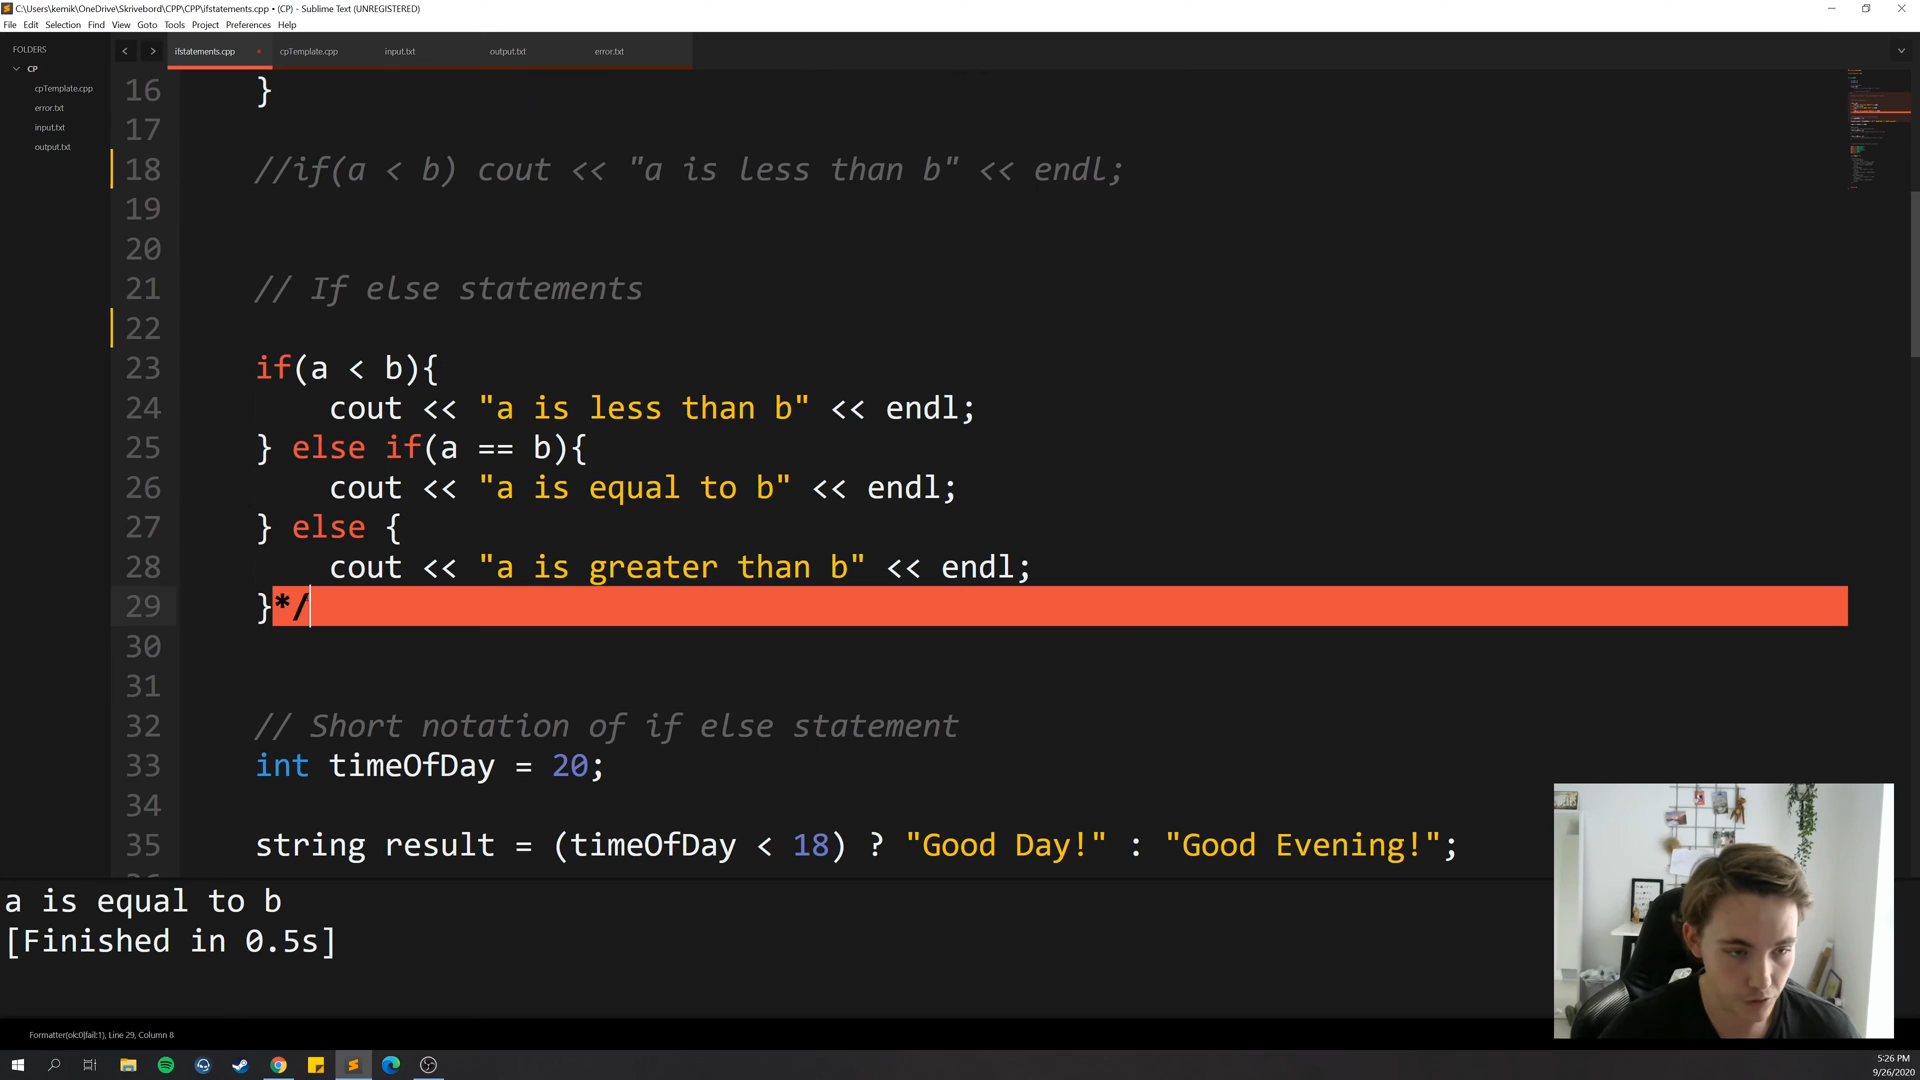 C:\Users\kemik\OneDrive\Skrivebord\CPP\CPP\ifstatements.cpp • (CP) - Sublime Text (UNREGISTERED)
File Edit Selection Find View Goto Tools Project Preferences Help
FOLDERS
CP
cpTemplate.cpp
error.txt
input.txt
output.txt
ifstatements.cpp cpTemplate.cpp input.txt output.txt error.txt
16 }
17
18 //if(a < b) cout << "a is less than b" << endl;
19
20
21 // If else statements
22
23 if(a < b){
24 cout << "a is less than b" << endl;
25 } else if(a == b){
26 cout << "a is equal to b" << endl;
27 } else {
28 cout << "a is greater than b" << endl;
29 }*/
30
31
32 // Short notation of if else statement
33 int timeOfDay = 20;
34
35 string result = (timeOfDay < 18) ? "Good Day!" : "Good Evening!";
a is equal to b
[Finished in 0.5s]
Formatter(ok:0|fail:1), Line 29, Column 8
5:26 PM
9/26/2020